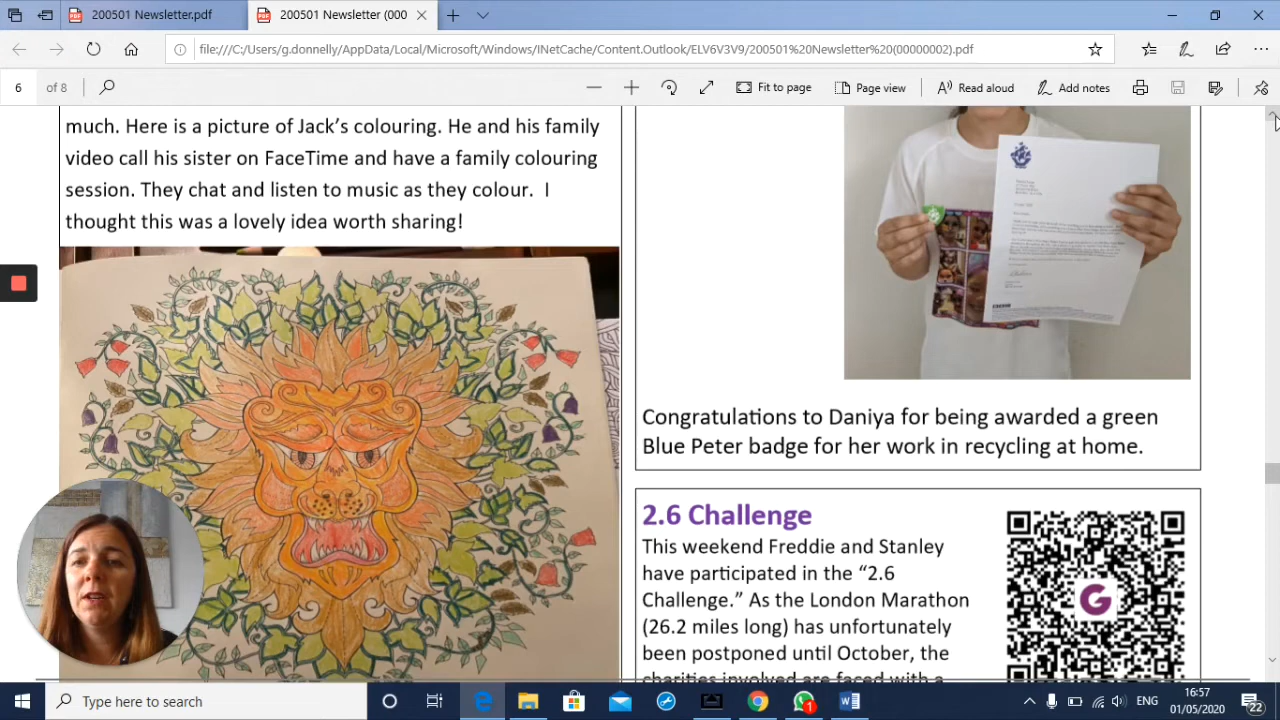 200501 Newsletter.pdf
200501 Newsletter (000
file:///C:/Users/g.donnelly/AppData/Local/Microsoft/Windows/INetCache/Content.Outlook/ELV6V3V9/200501%20Newsletter%20(00000002).pdf
6 of 8
Fit to page
Page view
Read aloud
Add notes
much. Here is a picture of Jack's colouring. He and his family
video call his sister on FaceTime and have a family colouring
session. They chat and listen to music as they colour. I
thought this was a lovely idea worth sharing!
Congratulations to Daniya for being awarded a green
Blue Peter badge for her work in recycling at home.
2.6 Challenge
This weekend Freddie and Stanley
have participated in the “2.6
Challenge.” As the London Marathon
(26.2 miles long) has unfortunately
been postponed until October, the
charities involved are faced with a
G
Type here to search
1
ENG
16:57
01/05/2020
22